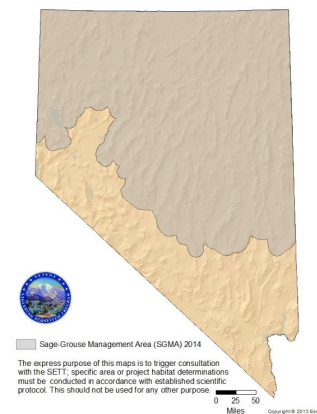 Sage-Grouse Management Area (SGMA) 2014
The express purpose of this maps is to trigger consultation
with the SETT; specific area or project habitat determinations
must be conducted in accordance with established scientific
protocol. This should not be used for any other purpose.
0 25 50
Miles
Copyright:© 2013 Es